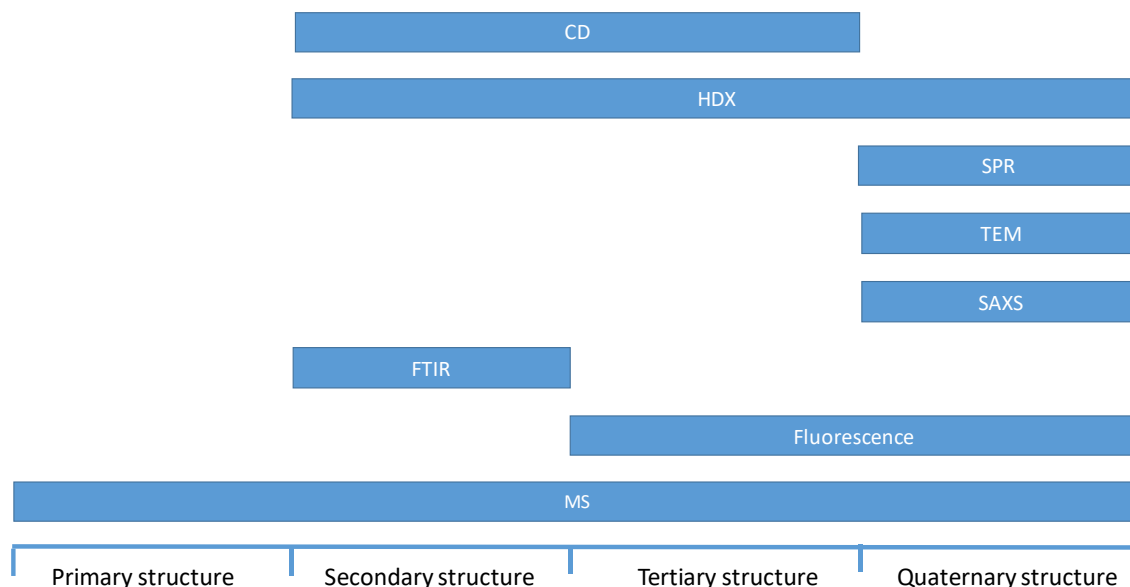 CD
HDX
SPR
TEM
SAXS
FTIR
Fluorescence
MS
Primary structure Secondary structure Tertiary structure Quaternary structure